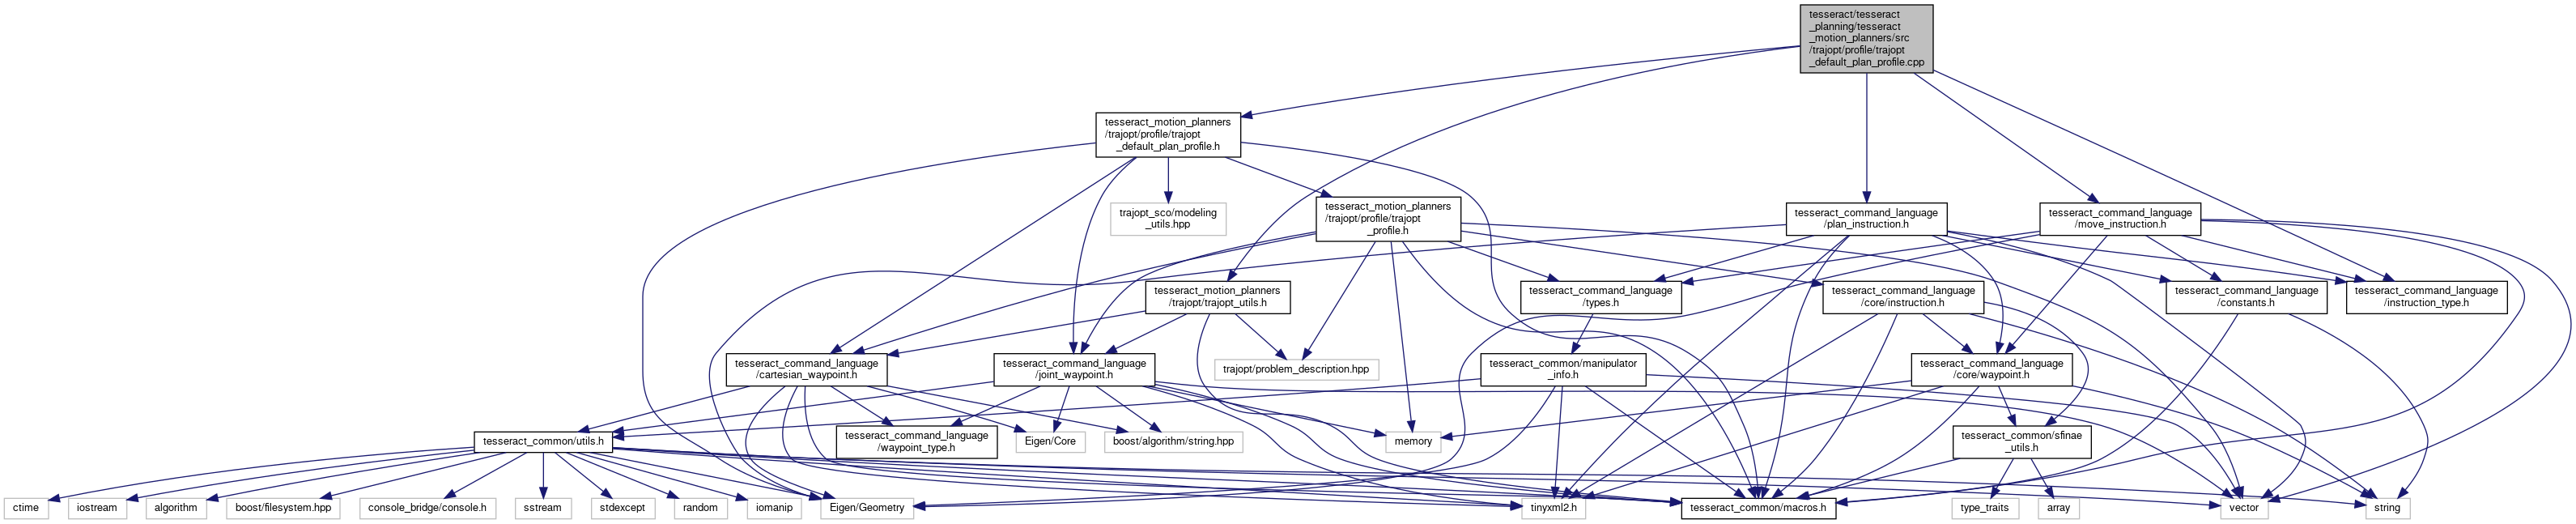 tesseract/tesseract
_planning/tesseract
_motion_planners/src
/trajopt/profile/trajopt
_default_plan_profile.cpp
tesseract_motion_planners
/trajopt/profile/trajopt
_default_plan_profile.h
trajopt_sco/modeling
_utils.hpp
tesseract_motion_planners
/trajopt/profile/trajopt
_profile.h
tesseract_command_language
/plan_instruction.h
tesseract_command_language
/move_instruction.h
tesseract_motion_planners
/trajopt/trajopt_utils.h
tesseract_command_language
/types.h
tesseract_command_language
/core/instruction.h
tesseract_command_language
/constants.h
tesseract_command_language
/instruction_type.h
tesseract_command_language
/cartesian_waypoint.h
tesseract_command_language
/joint_waypoint.h
trajopt/problem_description.hpp
tesseract_common/manipulator
_info.h
tesseract_command_language
/core/waypoint.h
tesseract_common/utils.h
tesseract_command_language
/waypoint_type.h
Eigen/Core
boost/algorithm/string.hpp
memory
tesseract_common/sfinae
_utils.h
ctime
iostream
algorithm
boost/filesystem.hpp
console_bridge/console.h
sstream
stdexcept
random
iomanip
Eigen/Geometry
tinyxml2.h
tesseract_common/macros.h
type_traits
array
vector
string